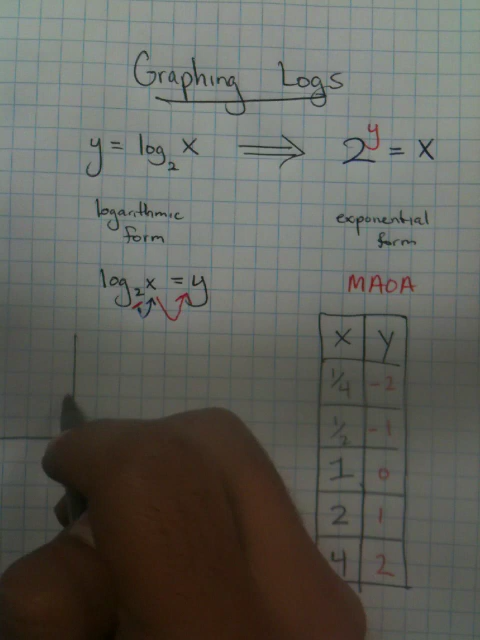 Graphing Logs
y = log₂ x ⟹ 2^y = x
logarithmic form
exponential form
log₂ x = y
MAOA
x y
1/4 -2
1/2 -1
1 0
2 1
4 2